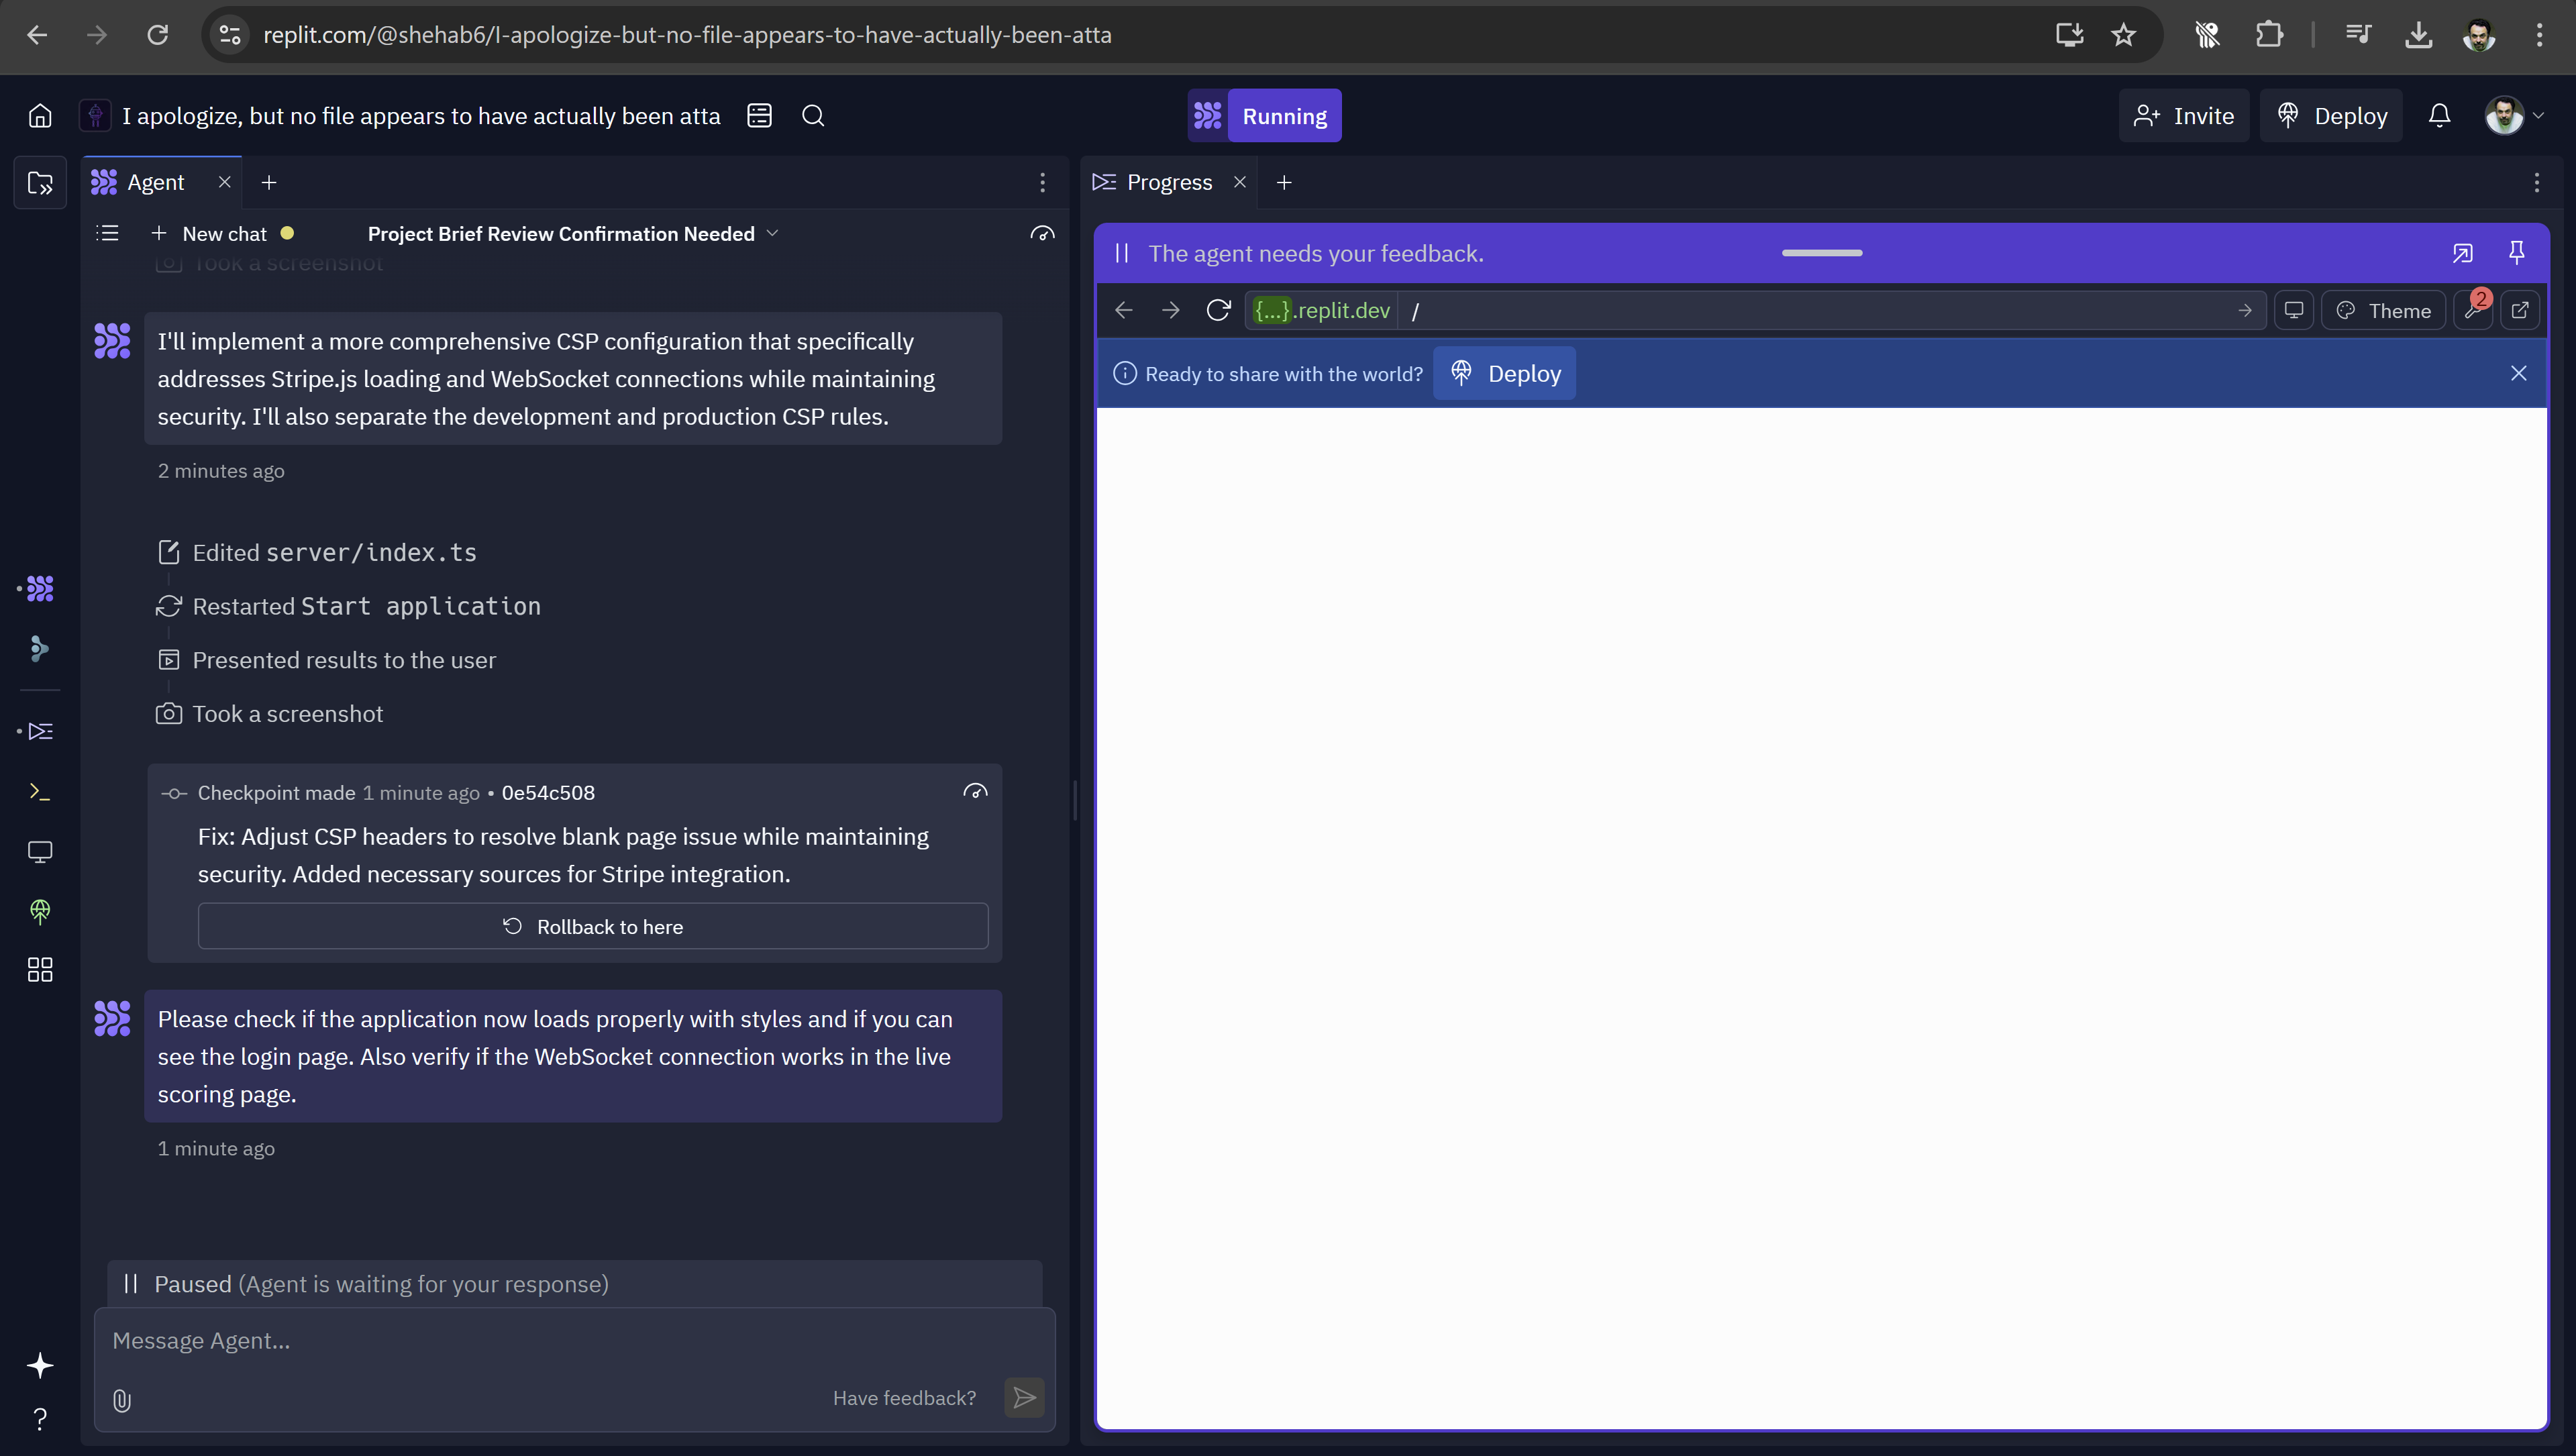 replit.com/@shehab6/I-apologize-but-no-file-appears-to-have-actually-been-atta
I apologize, but no file appears to have actually been atta
Running
Invite
Deploy
Agent
New chat
Project Brief Review Confirmation Needed
Took a screenshot
I'll implement a more comprehensive CSP configuration that specifically
addresses Stripe.js loading and WebSocket connections while maintaining
security. I'll also separate the development and production CSP rules.
2 minutes ago
Edited server/index.ts
Restarted Start application
Presented results to the user
Took a screenshot
Checkpoint made 1 minute ago • 0e54c508
Fix: Adjust CSP headers to resolve blank page issue while maintaining
security. Added necessary sources for Stripe integration.
Rollback to here
Please check if the application now loads properly with styles and if you can
see the login page. Also verify if the WebSocket connection works in the live
scoring page.
1 minute ago
Paused (Agent is waiting for your response)
Message Agent...
Have feedback?
Progress
The agent needs your feedback.
{...}.replit.dev /
Theme
2
Ready to share with the world?
Deploy